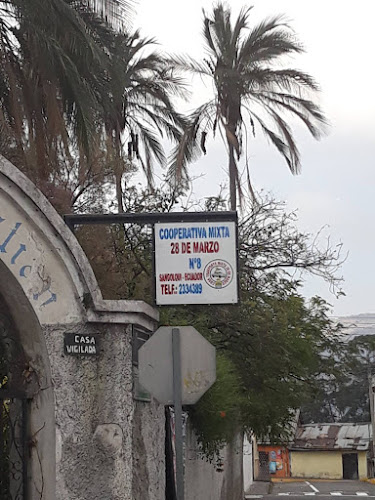 COOPERATIVA MIXTA
28 DE MARZO
Nº8
SANGOLQUI - ECUADOR
TELF: 2334389
CASA
VIGILADA